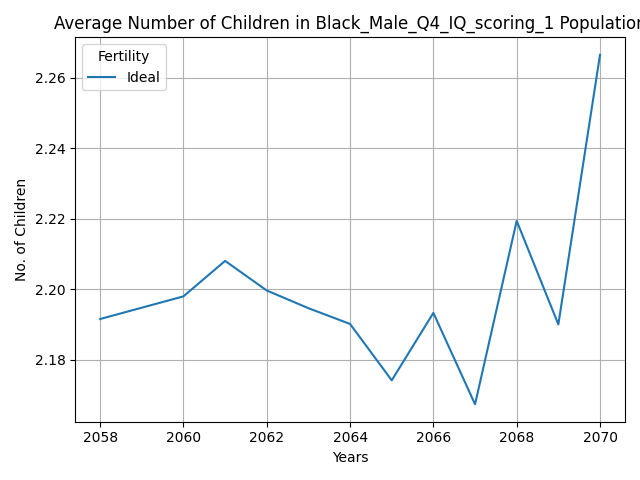 Average Number of Children in Black_Male_Q4_IQ_scoring_1 Population
Fertility
Ideal
2.26
2.24
2.22
2.20
2.18
No. of Children
2058 2060 2062 2064 2066 2068 2070
Years